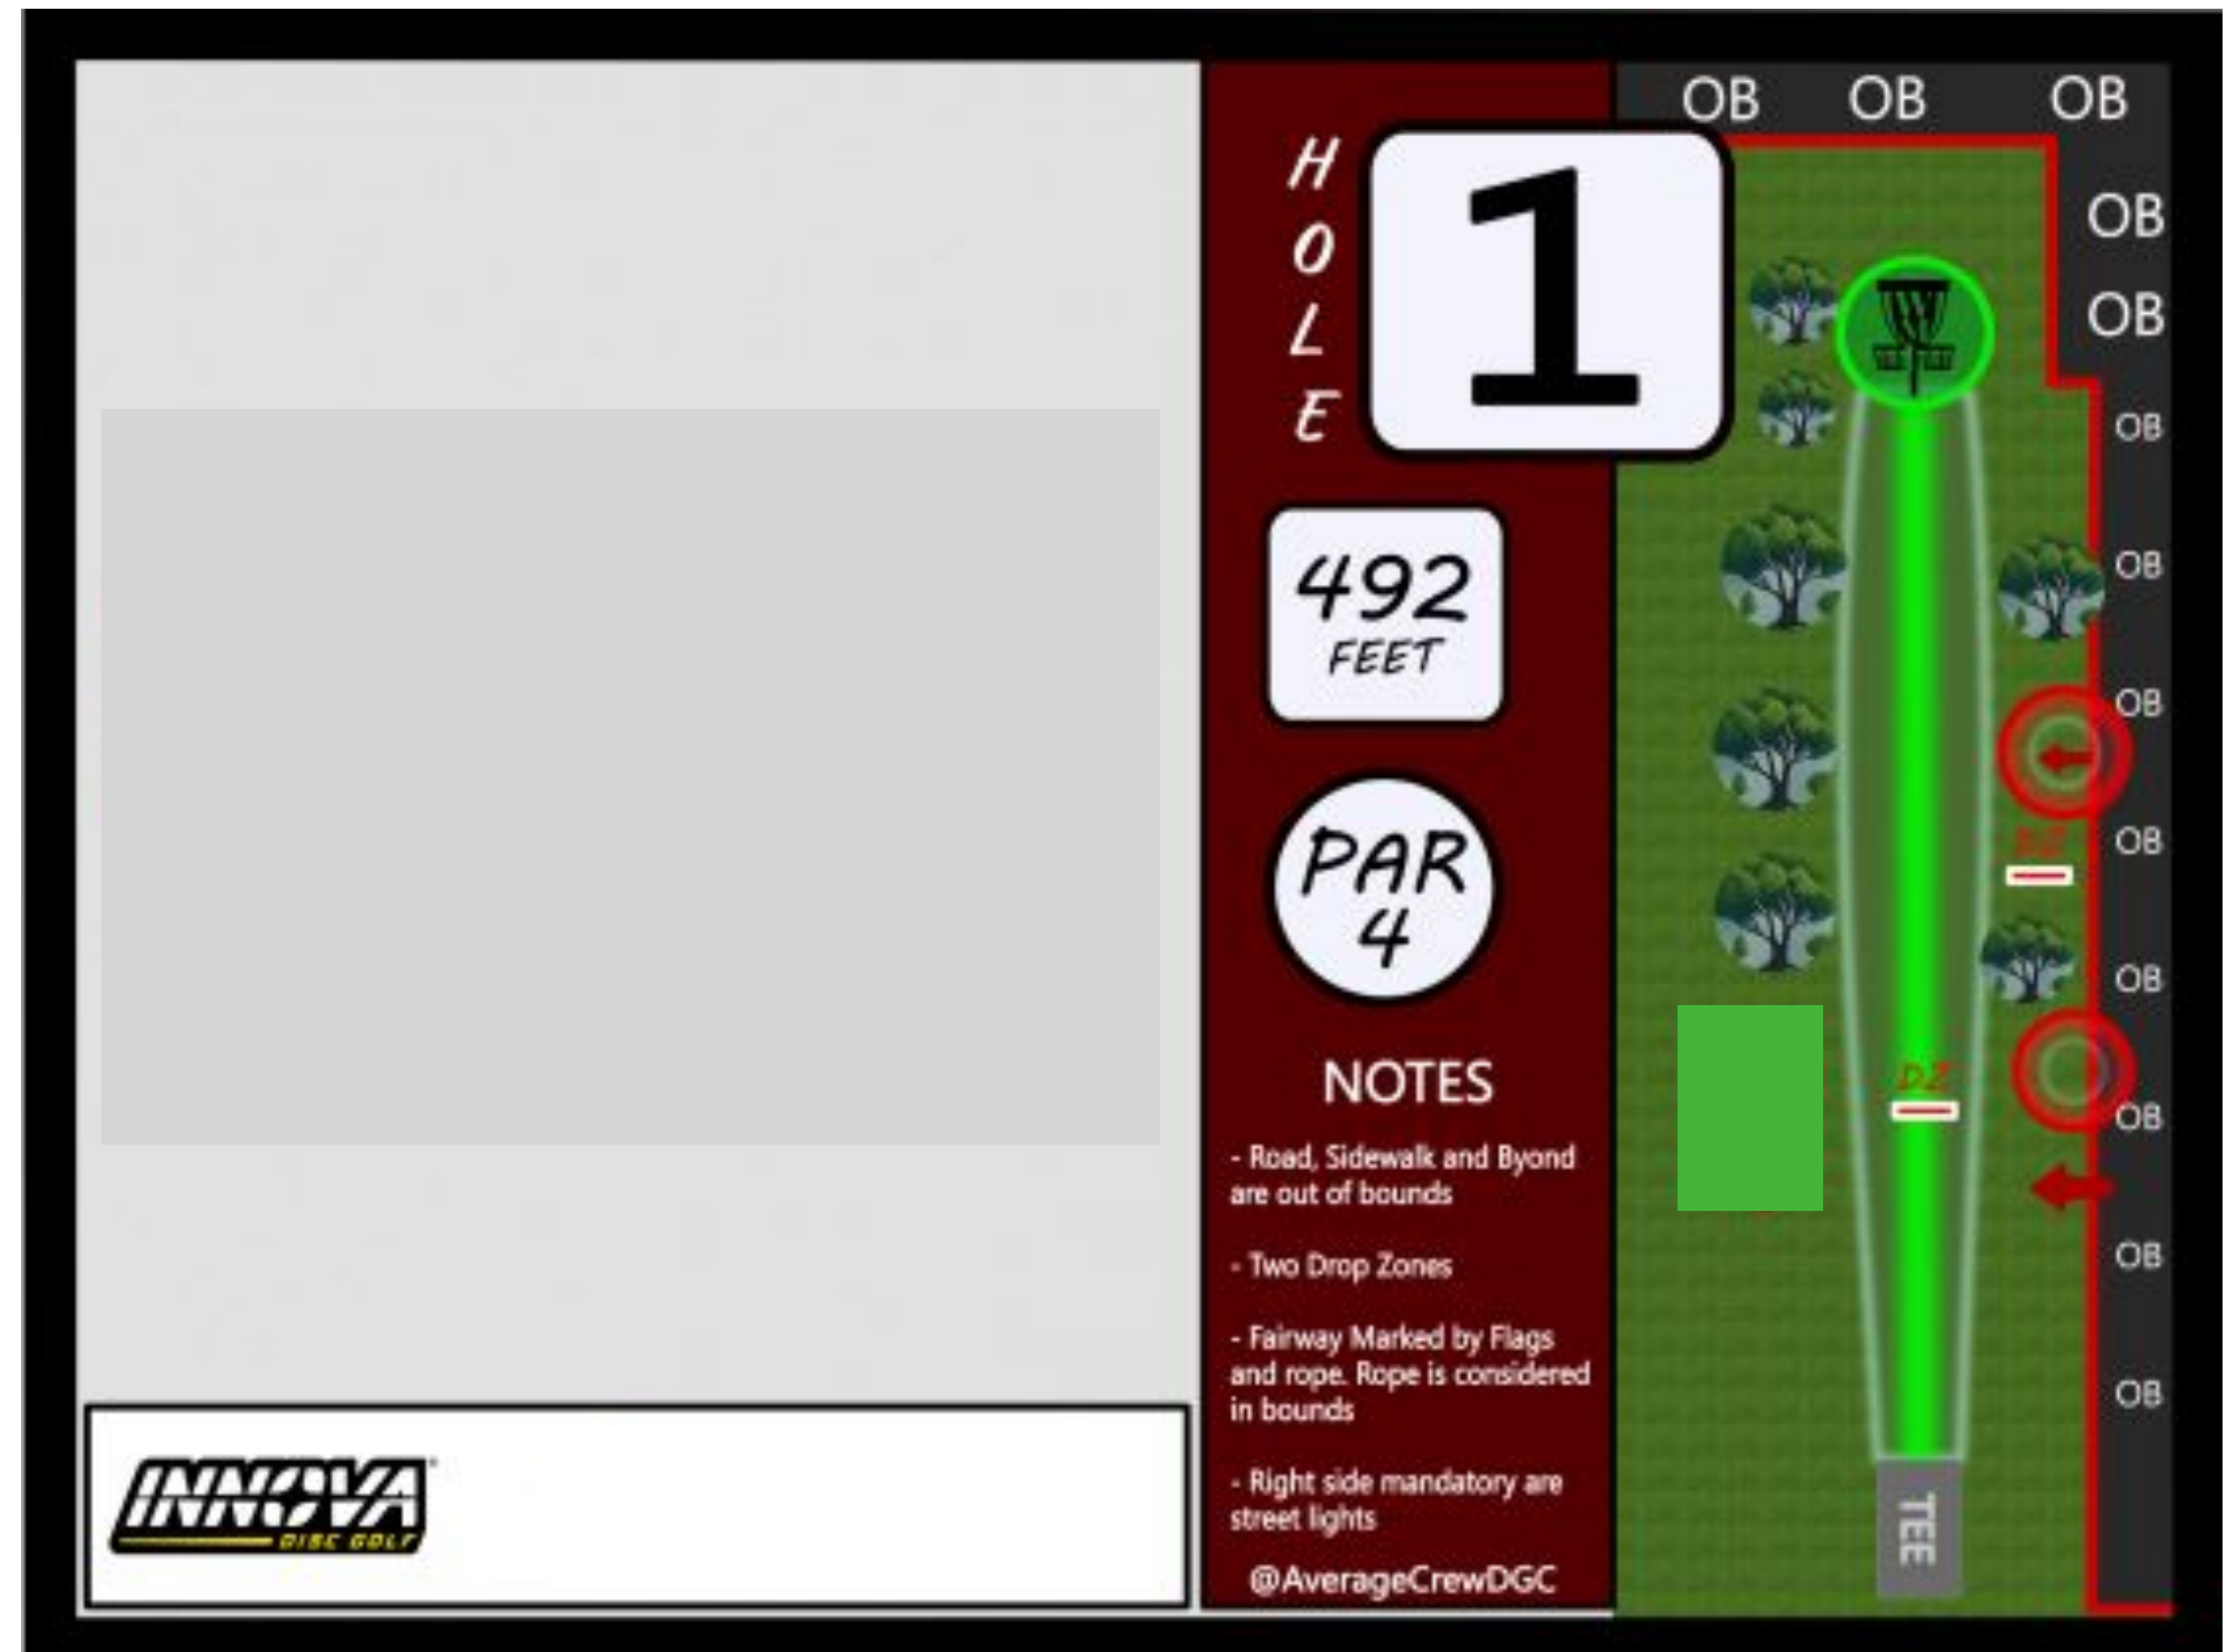 HOLE
1
492
FEET
PAR
4
NOTES
- Road, Sidewalk and Byond
are out of bounds
- Two Drop Zones
- Fairway Marked by Flags
and rope. Rope is considered
in bounds
- Right side mandatory are
street lights
@AverageCrewDGC
INNOVA
DISC GOLF
OB OB OB
OB
OB
OB
OB
OB
OB
OB
DZ
OB
OB
OB
TEE